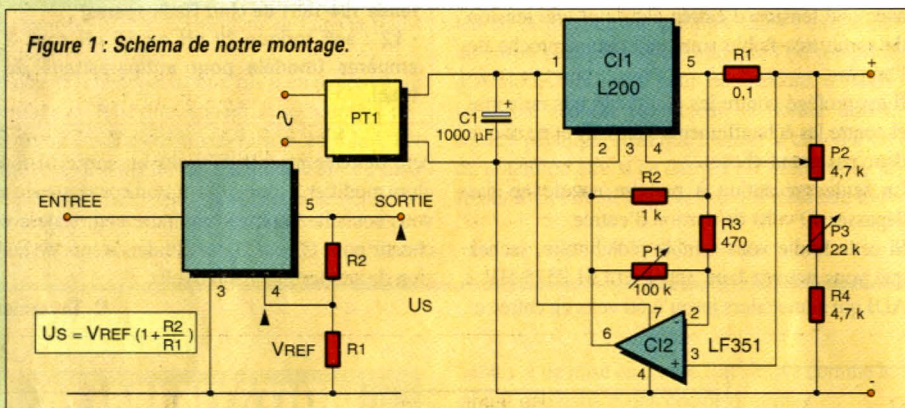 Figure 1 : Schéma de notre montage.
PT1
C1
1000 µF
1
CI1
L200
5
2
3
4
R1
0,1
+
P2
4,7 k
R2
1 k
R3
470
P1
100 k
P3
22 k
R4
4,7 k
6
7
2
CI2
3
4
LF351
-
ENTREE
5
SORTIE
3
4
R2
US
VREF
R1
US = VREF (1+R2/R1)